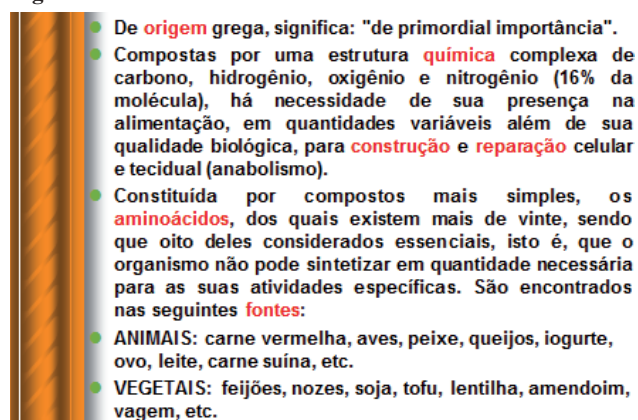 De origem grega, significa: "de primordial importância".
Compostas por uma estrutura química complexa de
carbono, hidrogênio, oxigênio e nitrogênio (16% da
molécula), há necessidade de sua presença na
alimentação, em quantidades variáveis além de sua
qualidade biológica, para construção e reparação celular
e tecidual (anabolismo).
Constituída por compostos mais simples, os
aminoácidos, dos quais existem mais de vinte, sendo
que oito deles considerados essenciais, isto é, que o
organismo não pode sintetizar em quantidade necessária
para as suas atividades específicas. São encontrados
nas seguintes fontes:
ANIMAIS: carne vermelha, aves, peixe, queijos, iogurte,
ovo, leite, carne suína, etc.
VEGETAIS: feijões, nozes, soja, tofu, lentilha, amendoim,
vagem, etc.